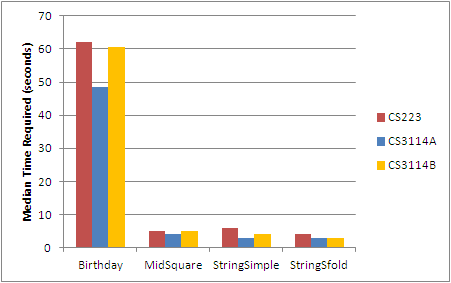 Median Time Required (seconds)
70
60
50
40
30
20
10
0
Birthday MidSquare StringSimple StringSfold
CS223
CS3114A
CS3114B